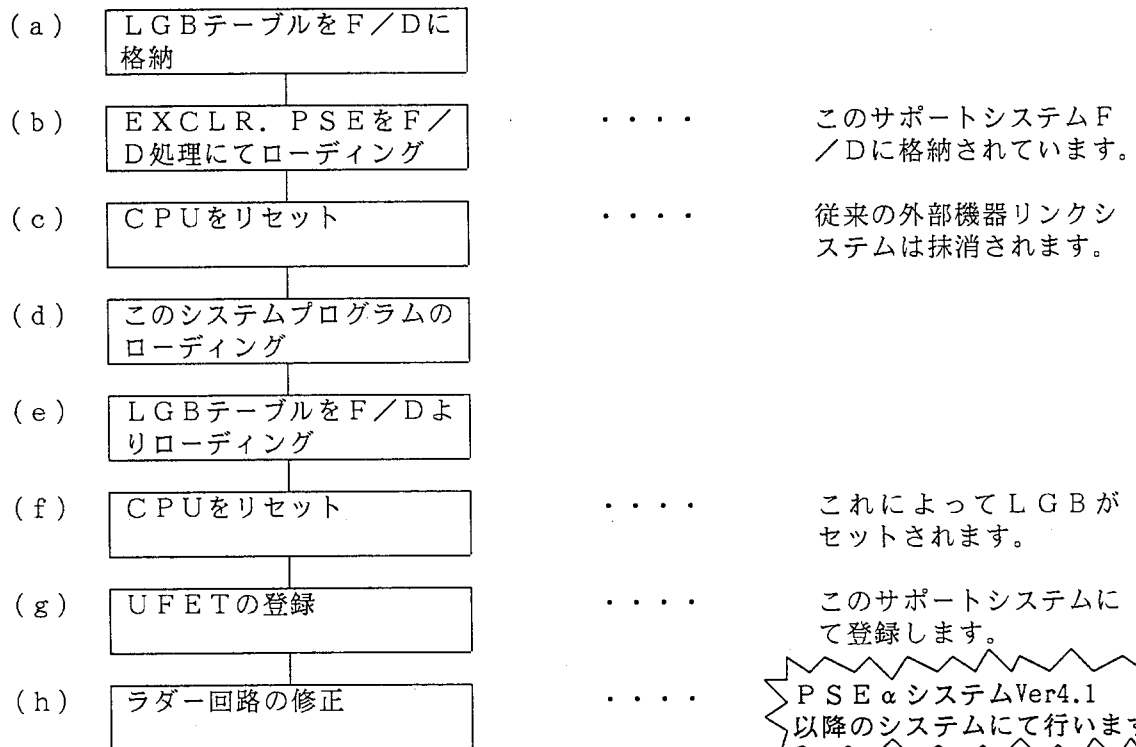 (a) LGBテーブルをF/Dに
格納
(b) EXCLR. PSEをF/ ・・・・ このサポートシステムF
D処理にてローディング /Dに格納されています。
(c) CPUをリセット ・・・・ 従来の外部機器リンクシ
ステムは抹消されます。
(d) このシステムプログラムの
ローディング
(e) LGBテーブルをF/Dよ
りローディング
(f) CPUをリセット ・・・・ これによってLGBが
セットされます。
(g) UFETの登録 ・・・・ このサポートシステムに
て登録します。
(h) ラダー回路の修正 ・・・・ PSEαシステムVer4.1
以降のシステムにて行います